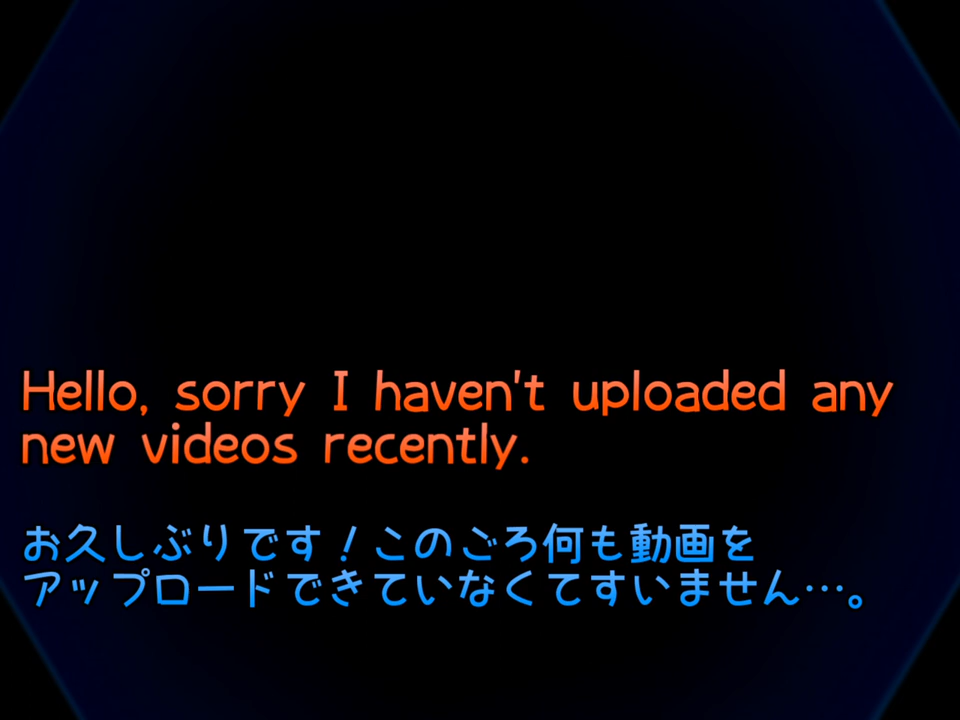 Hello, sorry I haven't uploaded any
new videos recently.
お久しぶりです！このごろ何も動画を
アップロードできていなくてすいません…。